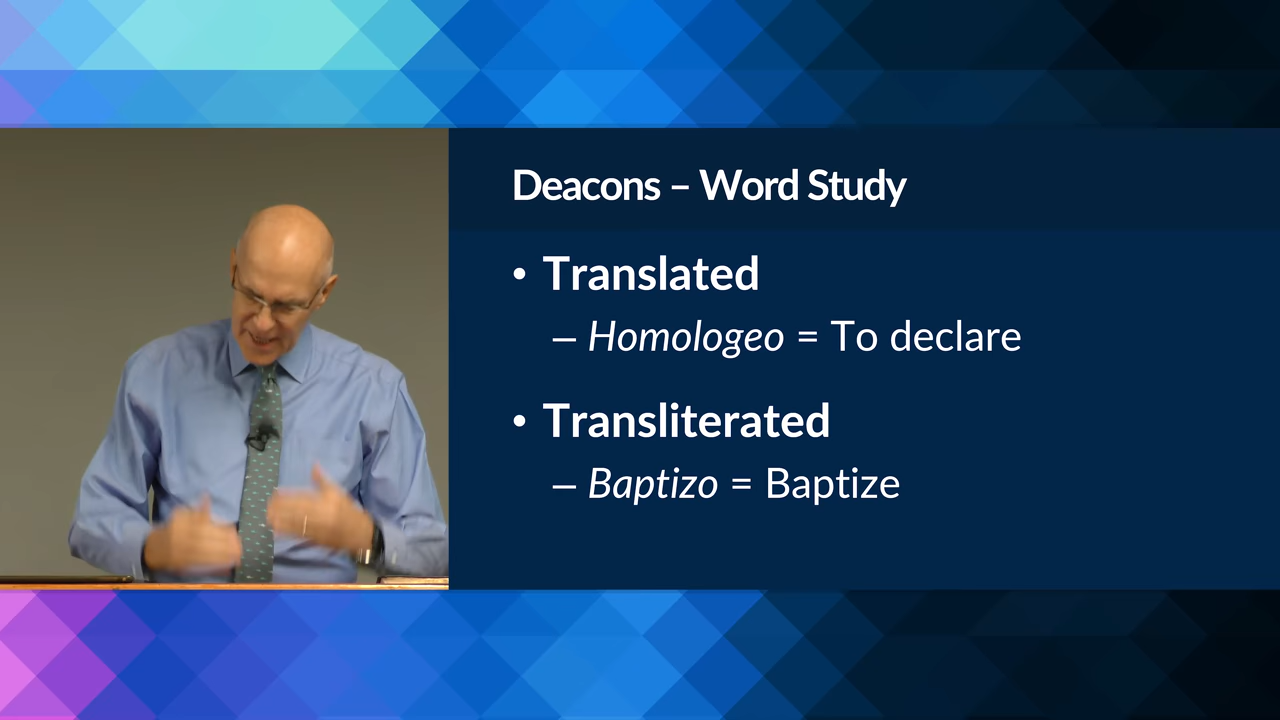 Deacons – Word Study
• Translated
– Homologeo = To declare
• Transliterated
– Baptizo = Baptize